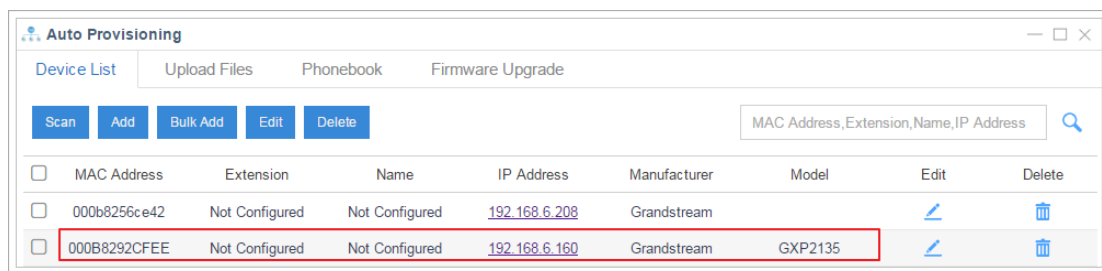 Auto Provisioning
Device List Upload Files Phonebook Firmware Upgrade
Scan Add Bulk Add Edit Delete MAC Address,Extension,Name,IP Address
MAC Address Extension Name IP Address Manufacturer Model Edit Delete
000b8256ce42 Not Configured Not Configured 192.168.6.208 Grandstream
000B8292CFEE Not Configured Not Configured 192.168.6.160 Grandstream GXP2135